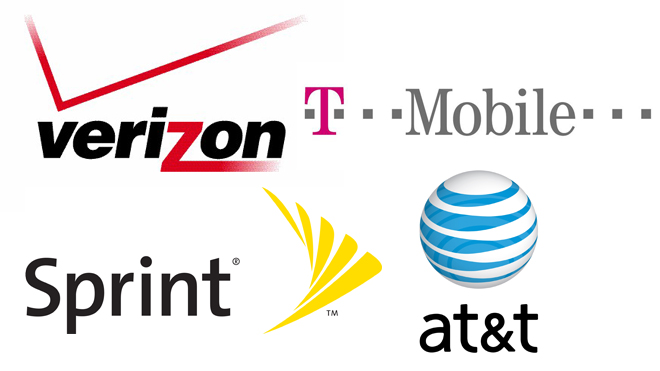 verizon
T··Mobile···
Sprint®
™
at&t